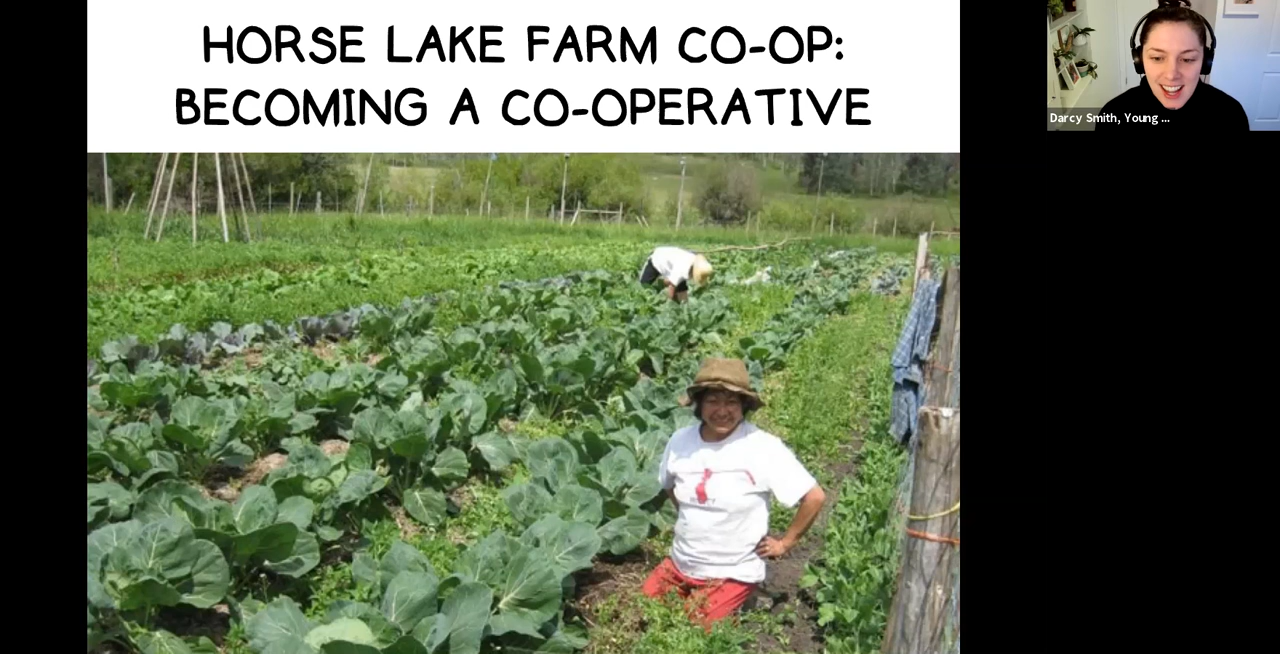 HORSE LAKE FARM CO-OP:
BECOMING A CO-OPERATIVE
Darcy Smith, Young ...